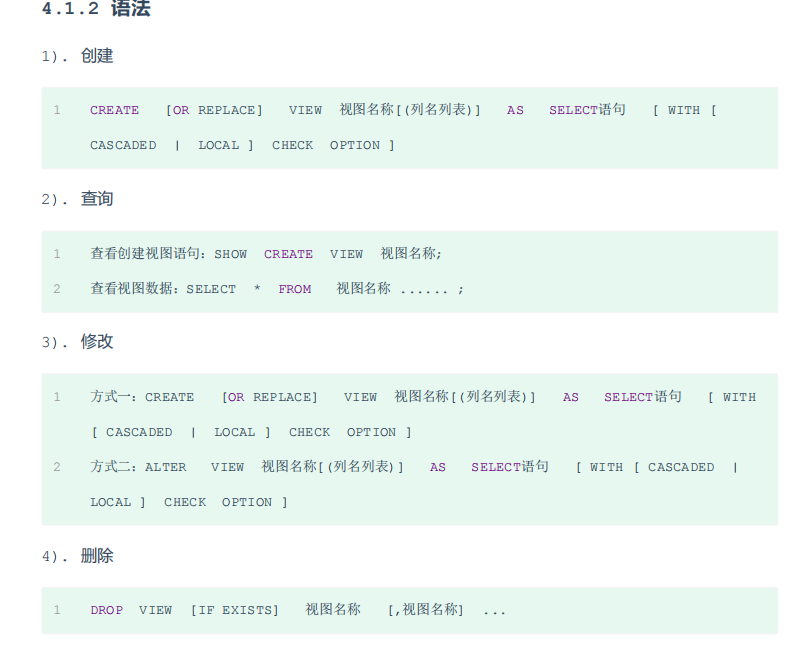 4.1.2 语法
1). 创建
1 CREATE [OR REPLACE] VIEW 视图名称[(列名列表)] AS SELECT语句 [ WITH [
CASCADED | LOCAL ] CHECK OPTION ]
2). 查询
1 查看创建视图语句：SHOW CREATE VIEW 视图名称;
2 查看视图数据：SELECT * FROM 视图名称 ...... ;
3). 修改
1 方式一：CREATE [OR REPLACE] VIEW 视图名称[(列名列表)] AS SELECT语句 [ WITH
[ CASCADED | LOCAL ] CHECK OPTION ]
2 方式二：ALTER VIEW 视图名称[(列名列表)] AS SELECT语句 [ WITH [ CASCADED |
LOCAL ] CHECK OPTION ]
4). 删除
1 DROP VIEW [IF EXISTS] 视图名称 [,视图名称] ...